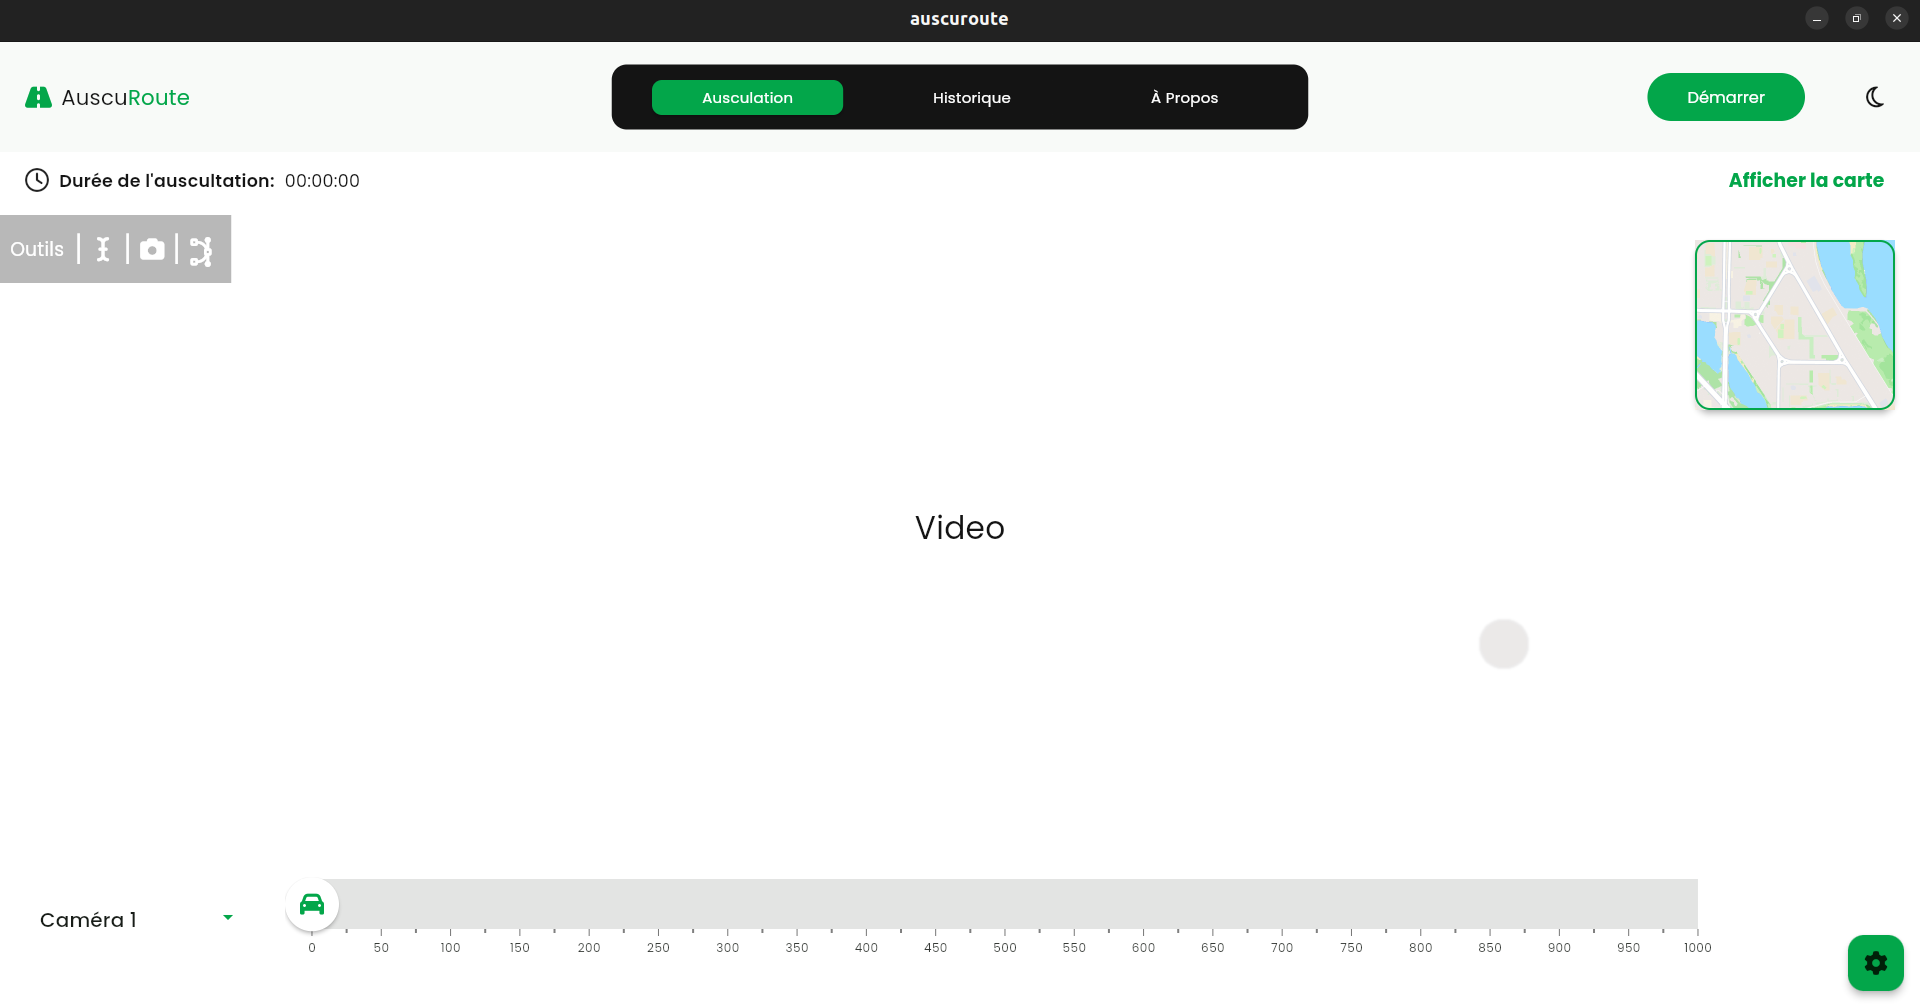 auscuroute
AuscuRoute
Ausculation
Historique
À Propos
Démarrer
Durée de l'auscultation: 00:00:00
Afficher la carte
Outils
Video
Caméra 1
0 50 100 150 200 250 300 350 400 450 500 550 600 650 700 750 800 850 900 950 1000